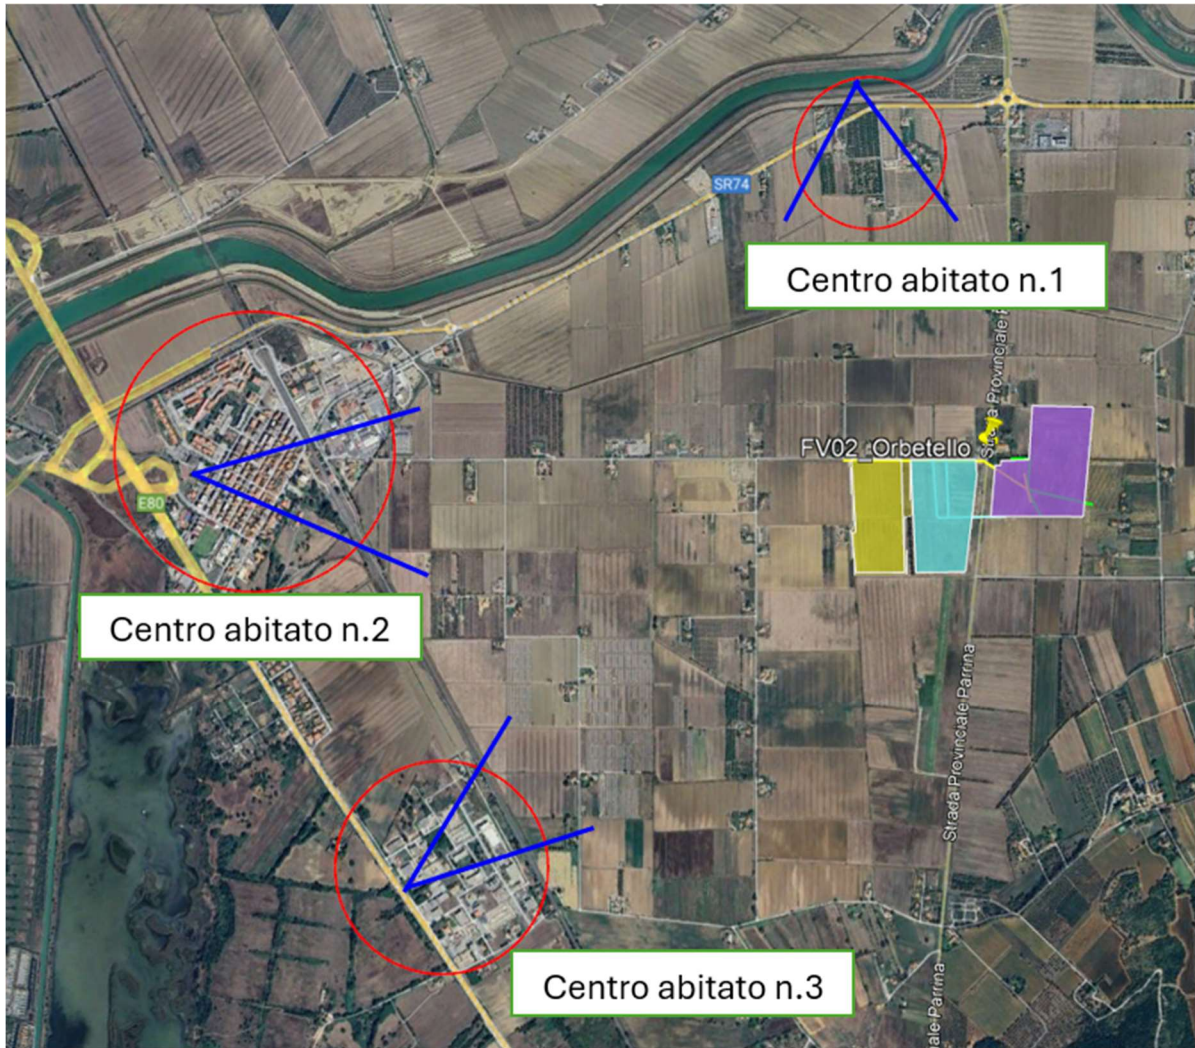 SR74
Centro abitato n.1
FV02_Orbetello
E80
Centro abitato n.2
Strada Provinciale Parrina
Centro abitato n.3